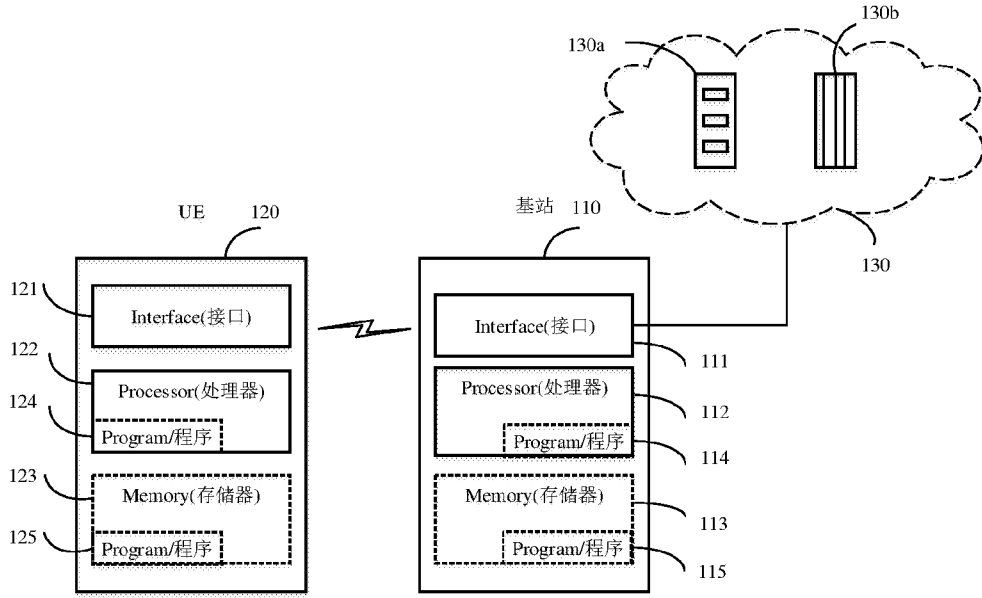 130b
130a
UE 120
基站 110
130
121
Interface(接口)
Interface(接口)
111
122
Processor(处理器)
Processor(处理器)
112
124
Program/程序
Program/程序
114
123
Memory(存储器)
Memory(存储器)
113
125
Program/程序
Program/程序
115